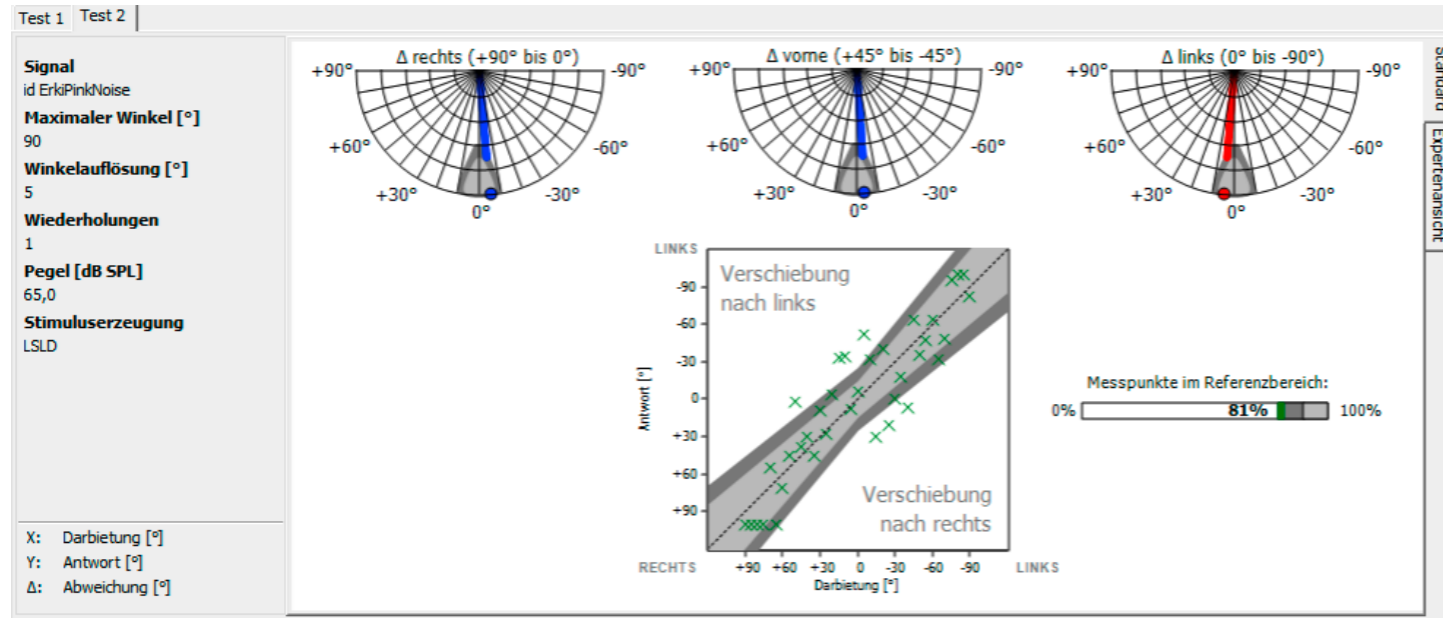 Test 1
Test 2
Signal
id ErkiPinkNoise
Maximaler Winkel [°]
90
Winkelauflösung [°]
5
Wiederholungen
1
Pegel [dB SPL]
65,0
Stimuluserzeugung
LSLD
X: Darbietung [°]
Y: Antwort [°]
Δ: Abweichung [°]
Δ rechts (+90° bis 0°)
+90°
-90°
+60°
-60°
+30°
-30°
0°
Δ vorne (+45° bis -45°)
+90°
-90°
+60°
-60°
+30°
-30°
0°
Δ links (0° bis -90°)
+90°
-90°
+60°
-60°
+30°
-30°
0°
LINKS
Verschiebung
nach links
-90
-60
-30
0
+30
+60
+90
Antwort [°]
Verschiebung
nach rechts
RECHTS
+90 +60 +30 0 -30 -60 -90
LINKS
Darbietung [°]
Messpunkte im Referenzbereich:
0%
81%
100%
Standard
Expertenansicht